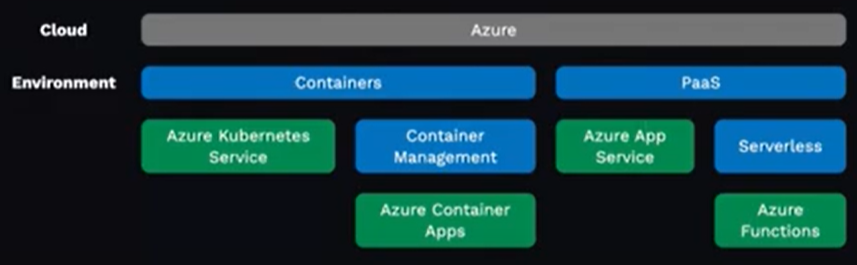 Cloud
Azure
Environment
Containers
PaaS
Azure Kubernetes
Service
Container
Management
Azure App
Service
Serverless
Azure Container
Apps
Azure
Functions